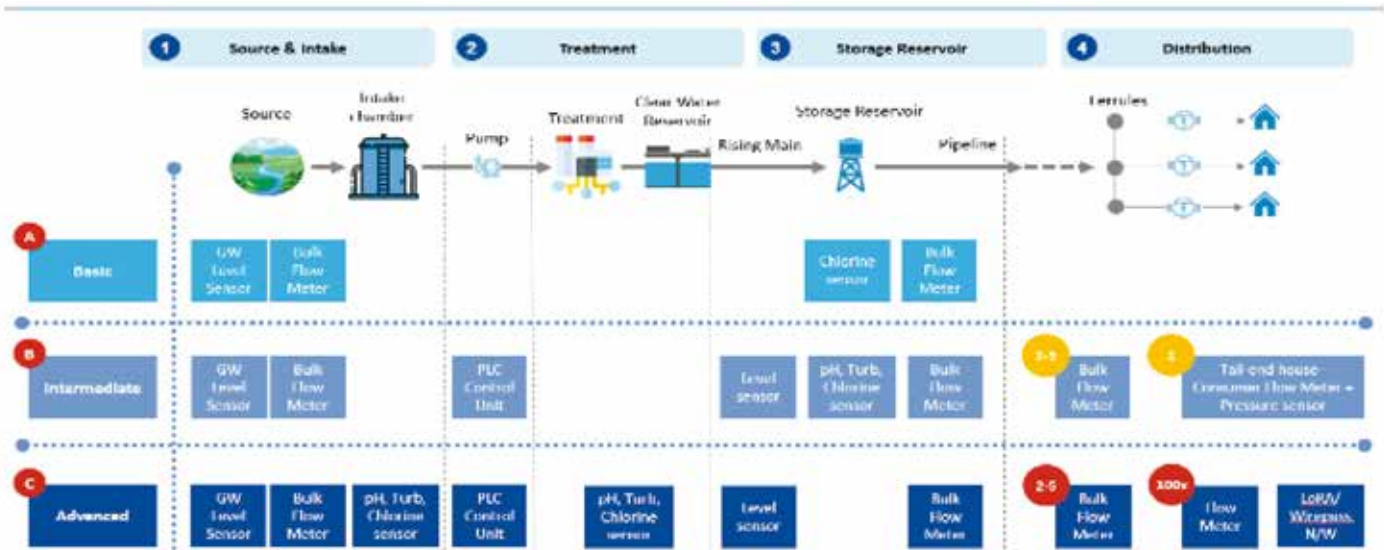 1 Source & Intake
2 Treatment
3 Storage Reservoir
4 Distribution
Source
Intake
chamber
Pump
Treatment
Clear Water
Reservoir
Rising Main
Storage Reservoir
Pipeline
Ferrules
A
Basic
GW
Level
Sensor
Bulk
Flow
Meter
Chlorine
sensor
Bulk
Flow
Meter
B
Intermediate
GW
Level
Sensor
Bulk
Flow
Meter
PLC
Control
Unit
Level
sensor
pH, Turb,
Chlorine
sensor
Bulk
Flow
Meter
Bulk
Flow
Meter
Tail-end house
Consumer Flow Meter +
Pressure sensor
C
Advanced
GW
Level
Sensor
Bulk
Flow
Meter
pH, Turb,
Chlorine
sensor
PLC
Control
Unit
pH, Turb,
Chlorine
sensor
Level
sensor
Bulk
Flow
Meter
2-5
Bulk
Flow
Meter
Flow
Meter
LoRA/
N/W